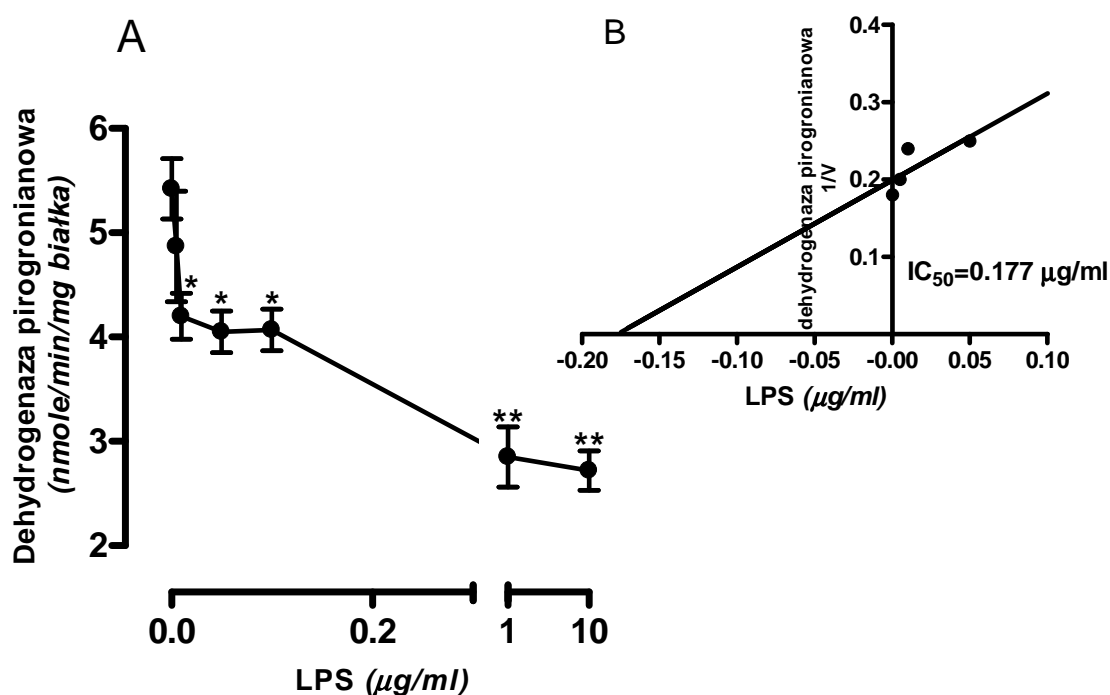 A
Dehydrogenaza pirogronianowa
(nmole/min/mg białka)
6
5
4
3
2
*
*
*
**
**
0.0 0.2 1 10
LPS (µg/ml)
B
dehydrogenaza pirogronianowa
1/V
0.4
0.3
0.2
0.1
IC50=0.177 µg/ml
-0.20 -0.15 -0.10 -0.05 -0.00 0.05 0.10
LPS (µg/ml)